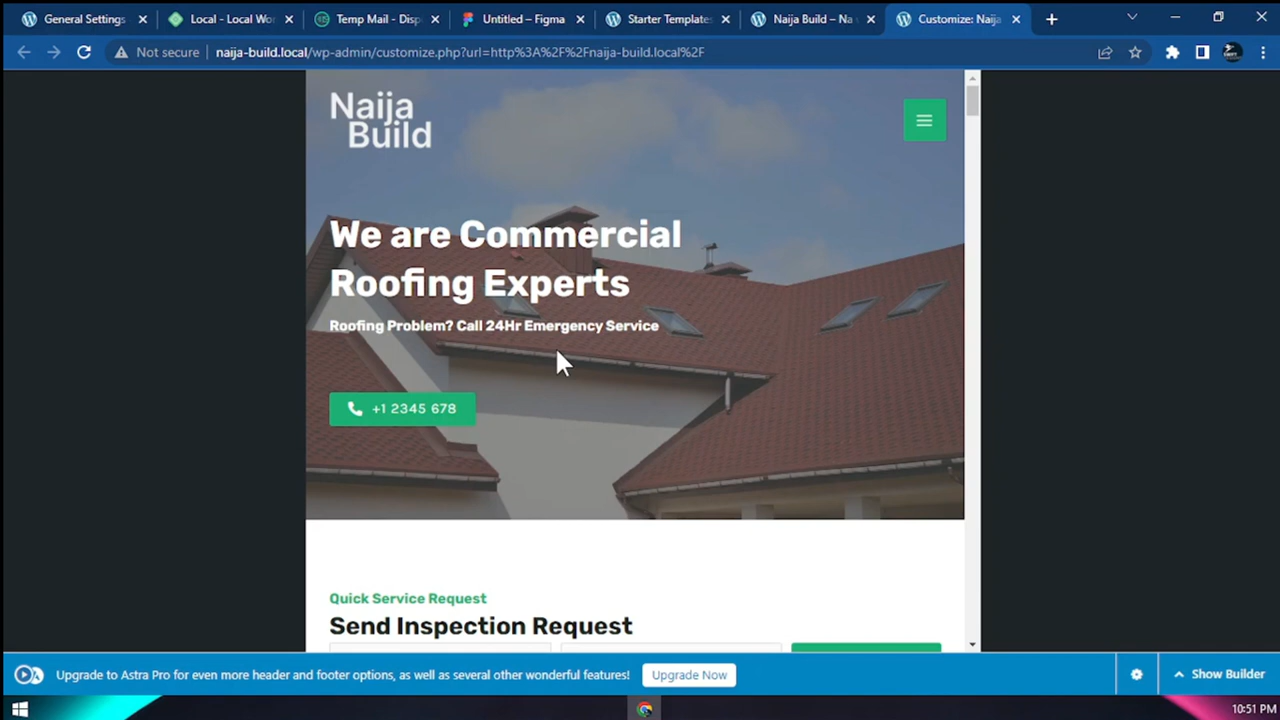 General Settings
Local - Local Wo
Temp Mail - Disp
Untitled – Figma
Starter Templates
Naija Build – Na
Customize: Naija
Not secure
naija-build.local/wp-admin/customize.php?url=http%3A%2F%2Fnaija-build.local%2F
Naija
Build
We are Commercial
Roofing Experts
Roofing Problem? Call 24Hr Emergency Service
+1 2345 678
Quick Service Request
Send Inspection Request
Upgrade to Astra Pro for even more header and footer options, as well as several other wonderful features!
Upgrade Now
Show Builder
10:51 PM